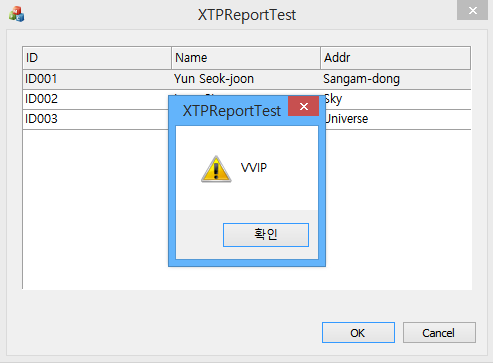 XTPReportTest
ID Name Addr
ID001 Yun Seok-joon Sangam-dong
ID002 Sky
ID003 Universe
XTPReportTest
VVIP
확인
OK Cancel